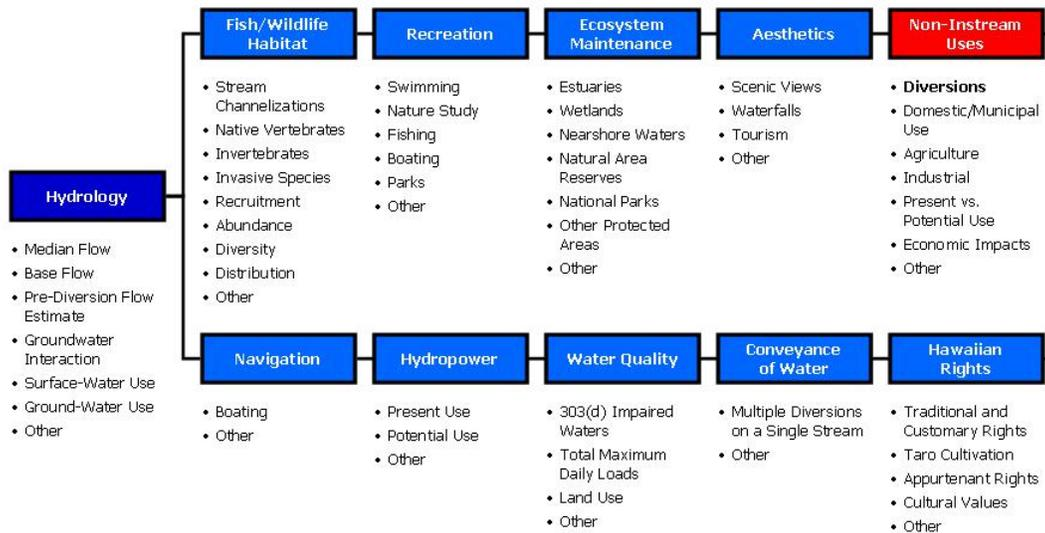 Fish/Wildlife
Habitat
• Stream
Channelizations
• Native Vertebrates
• Invertebrates
• Invasive Species
• Recruitment
• Abundance
• Diversity
• Distribution
• Other
Recreation
• Swimming
• Nature Study
• Fishing
• Boating
• Parks
• Other
Ecosystem
Maintenance
• Estuaries
• Wetlands
• Nearshore Waters
• Natural Area
Reserves
• National Parks
• Other Protected
Areas
• Other
Aesthetics
• Scenic Views
• Waterfalls
• Tourism
• Other
Non-Instream
Uses
• Diversions
• Domestic/Municipal
Use
• Agriculture
• Industrial
• Present vs.
Potential Use
• Economic Impacts
• Other
Hydrology
• Median Flow
• Base Flow
• Pre-Diversion Flow
Estimate
• Groundwater
Interaction
• Surface-Water Use
• Ground-Water Use
• Other
Navigation
• Boating
• Other
Hydropower
• Present Use
• Potential Use
• Other
Water Quality
• 303(d) Impaired
Waters
• Total Maximum
Daily Loads
• Land Use
• Other
Conveyance
of Water
• Multiple Diversions
on a Single Stream
• Other
Hawaiian
Rights
• Traditional and
Customary Rights
• Taro Cultivation
• Appurtenant Rights
• Cultural Values
• Other